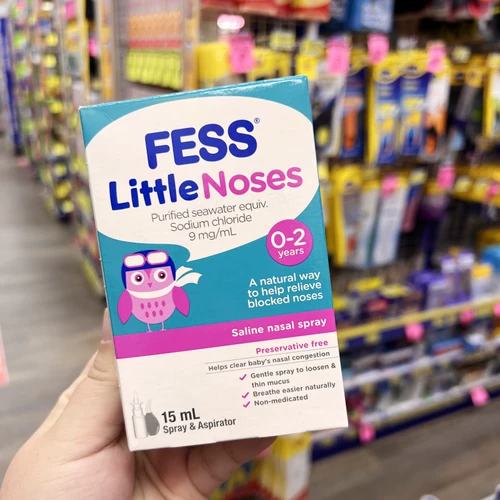 FESS®
LittleNoses
Purified seawater equiv.
Sodium chloride
9 mg/mL
0-2
years
A natural way
to help relieve
blocked noses
Saline nasal spray
Preservative free
Helps clear baby's nasal congestion
Gentle spray to loosen &
thin mucus
Breathe easier naturally
Non-medicated
15 mL
Spray & Aspirator